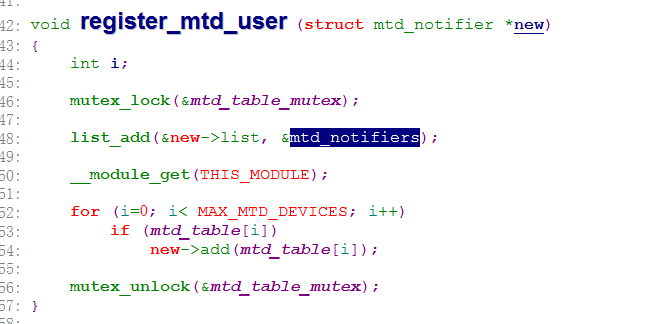 41:
42: void register_mtd_user (struct mtd_notifier *new)
43: {
44:     int i;
45:
46:     mutex_lock(&mtd_table_mutex);
47:
48:     list_add(&new->list, &mtd_notifiers);
49:
50:     __module_get(THIS_MODULE);
51:
52:     for (i=0; i< MAX_MTD_DEVICES; i++)
53:         if (mtd_table[i])
54:             new->add(mtd_table[i]);
55:
56:     mutex_unlock(&mtd_table_mutex);
57: }
58: